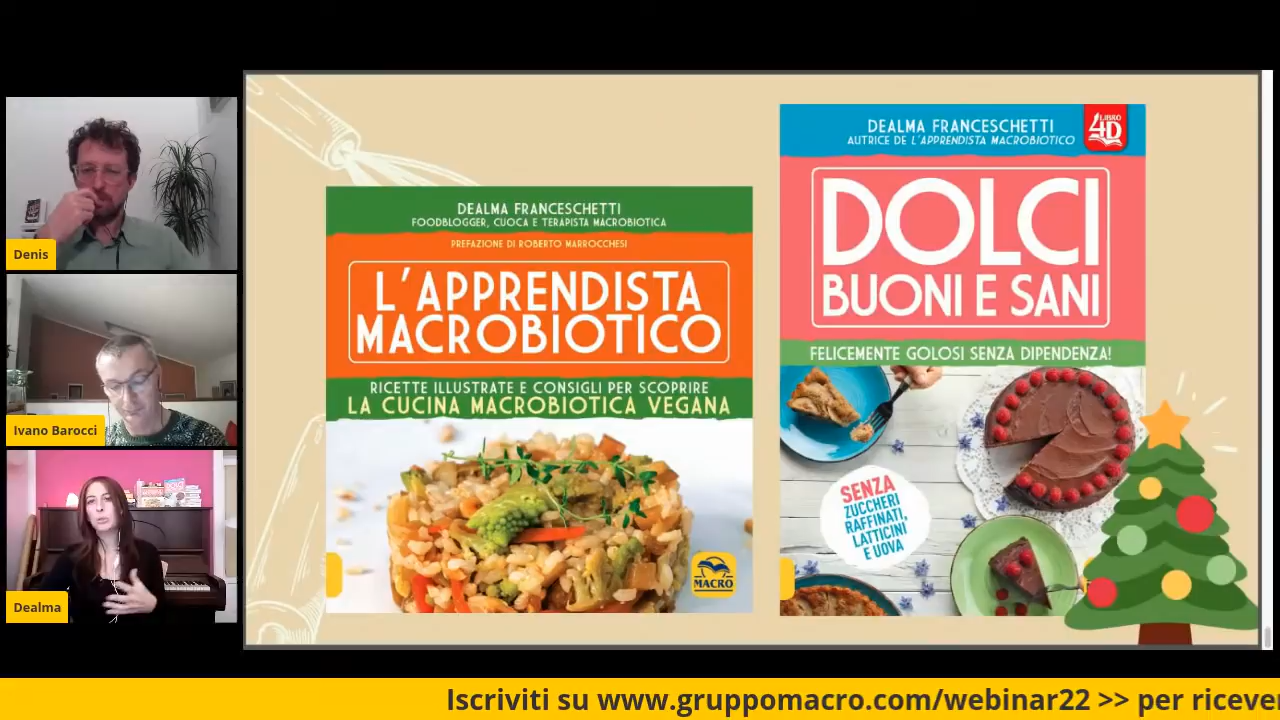 Denis
Ivano Barocci
Dealma
DEALMA FRANCESCHETTI
FOODBLOGGER, CUOCA E TERAPISTA MACROBIOTICA
PREFAZIONE DI ROBERTO MARROCCHESI
L'APPRENDISTA
MACROBIOTICO
RICETTE ILLUSTRATE E CONSIGLI PER SCOPRIRE
LA CUCINA MACROBIOTICA VEGANA
MACRO
DEALMA FRANCESCHETTI
AUTRICE DE L'APPRENDISTA MACROBIOTICO
LIBRO
4D
DOLCI
BUONI E SANI
FELICEMENTE GOLOSI SENZA DIPENDENZA!
SENZA
ZUCCHERI
RAFFINATI,
LATTICINI
E UOVA
Iscriviti su www.gruppomacro.com/webinar22 >> per riceve